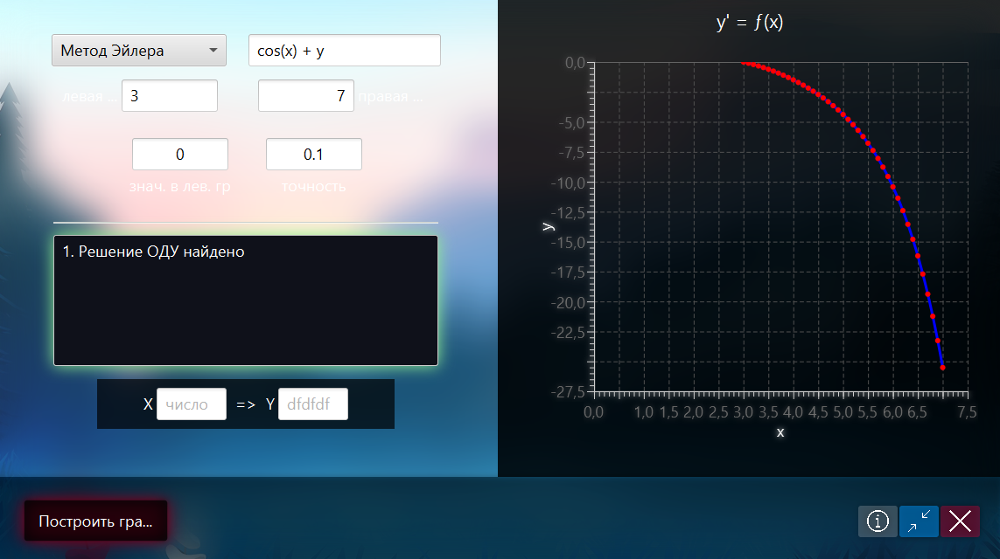 Метод Эйлера
cos(x) + y
левая ...
3
7
правая ...
0
0.1
знач. в лев. гр
точность
1. Решение ОДУ найдено
X
число
=>
Y
dfdfdf
Построить гра...
y' = f(x)
0,0
-5,0
-7,5
-10,0
-12,5
-15,0
-17,5
-20,0
-22,5
-27,5
y
0,0 1,0 1,5 2,0 2,5 3,0 3,5 4,0 4,5 5,0 5,5 6,0 6,5 7,5
x